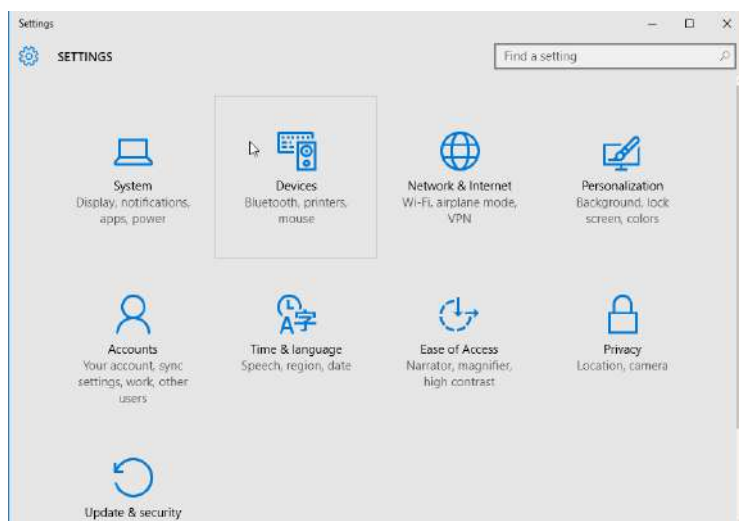 Settings
SETTINGS
Find a setting
System
Display, notifications,
apps, power
Devices
Bluetooth, printers,
mouse
Network & Internet
Wi-Fi, airplane mode,
VPN
Personalization
Background, lock
screen, colors
Accounts
Your account, sync
settings, work, other
users
Time & language
Speech, region, date
Ease of Access
Narrator, magnifier,
high contrast
Privacy
Location, camera
Update & security